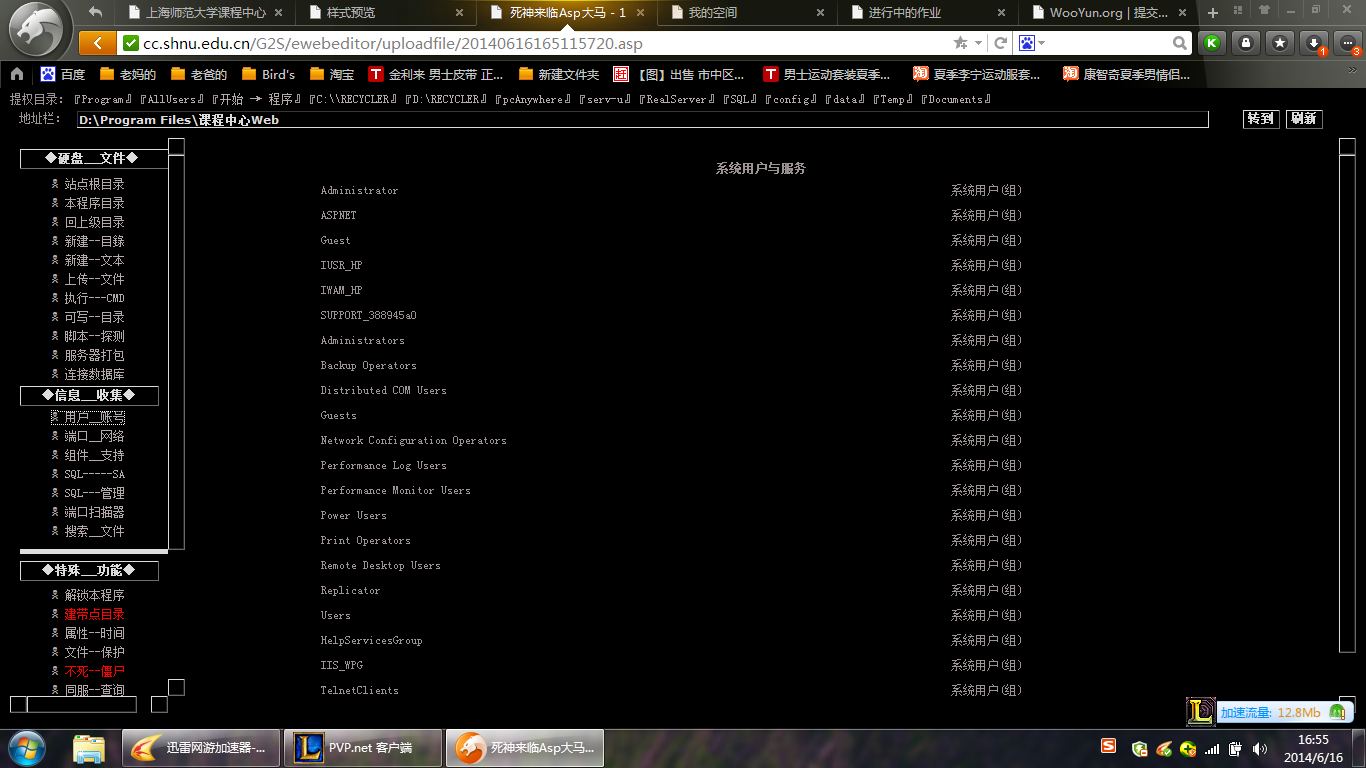 上海师范大学课程中心 样式预览 死神来临Asp大马 - 1 我的空间 进行中的作业 WooYun.org | 提交...
cc.shnu.edu.cn/G2S/ewebeditor/uploadfile/20140616165115720.asp
百度 老妈的 老爸的 Bird's 淘宝 金利来 男士皮带 正... 新建文件夹 【图】出售 市中区... 男士运动套装夏季... 夏季李宁运动服套... 康智奇夏季男情侣...
提权目录: 『Program』『AllUsers』『开始 → 程序』『C:\\RECYCLER』『D:\RECYCLER』『pcAnywhere』『serv-u』『RealServer』『SQL』『config』『data』『Temp』『Documents』
地址栏: D:\Program Files\课程中心Web 转到 刷新
◆硬盘__文件◆
站点根目录
本程序目录
回上级目录
新建--目錄
新建--文本
上传--文件
执行---CMD
可写--目录
脚本--探测
服务器打包
连接数据库
◆信息__收集◆
用户__账号
端口__网络
组件__支持
SQL-----SA
SQL---管理
端口扫描器
搜索__文件
◆特殊__功能◆
解锁本程序
建带点目录
属性--时间
文件--保护
不死--僵尸
同服--查询
系统用户与服务
Administrator 系统用户(组)
ASPNET 系统用户(组)
Guest 系统用户(组)
IUSR_HP 系统用户(组)
IWAM_HP 系统用户(组)
SUPPORT_388945a0 系统用户(组)
Administrators 系统用户(组)
Backup Operators 系统用户(组)
Distributed COM Users 系统用户(组)
Guests 系统用户(组)
Network Configuration Operators 系统用户(组)
Performance Log Users 系统用户(组)
Performance Monitor Users 系统用户(组)
Power Users 系统用户(组)
Print Operators 系统用户(组)
Remote Desktop Users 系统用户(组)
Replicator 系统用户(组)
Users 系统用户(组)
HelpServicesGroup 系统用户(组)
IIS_WPG 系统用户(组)
TelnetClients 系统用户(组)
加速流量: 12.8Mb
迅雷网游加速器-... PVP.net 客户端 死神来临Asp大马...
16:55
2014/6/16